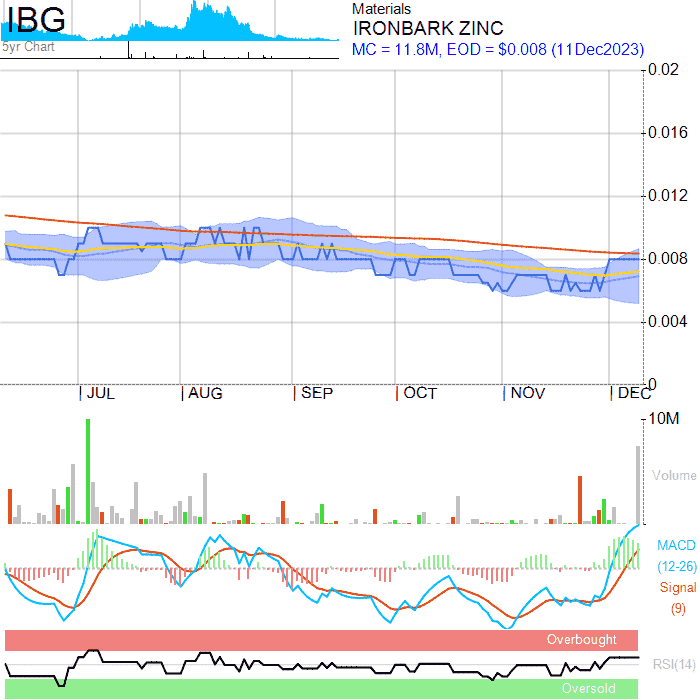 IBG
5yr Chart
Materials
IRONBARK ZINC
MC = 11.8M, EOD = $0.008 (11Dec2023)
0.02
0.016
0.012
0.008
0.004
0
JUL AUG SEP OCT NOV DEC
10M
Volume
MACD
(12-26)
Signal
(9)
Overbought
RSI(14)
Oversold